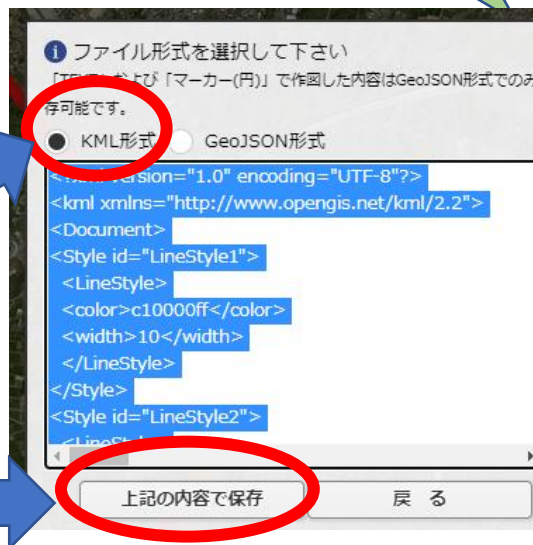 ファイル形式を選択して下さい
および「マーカー(円)」で作図した内容はGeoJSON形式でのみ
存可能です。
KML形式 GeoJSON形式
version="1.0" encoding="UTF-8"?>
<kml xmlns="http://www.opengis.net/kml/2.2">
<Document>
<Style id="LineStyle1">
<LineStyle>
<color>c10000ff</color>
<width>10</width>
</LineStyle>
</Style>
<Style id="LineStyle2">
上記の内容で保存 戻 る